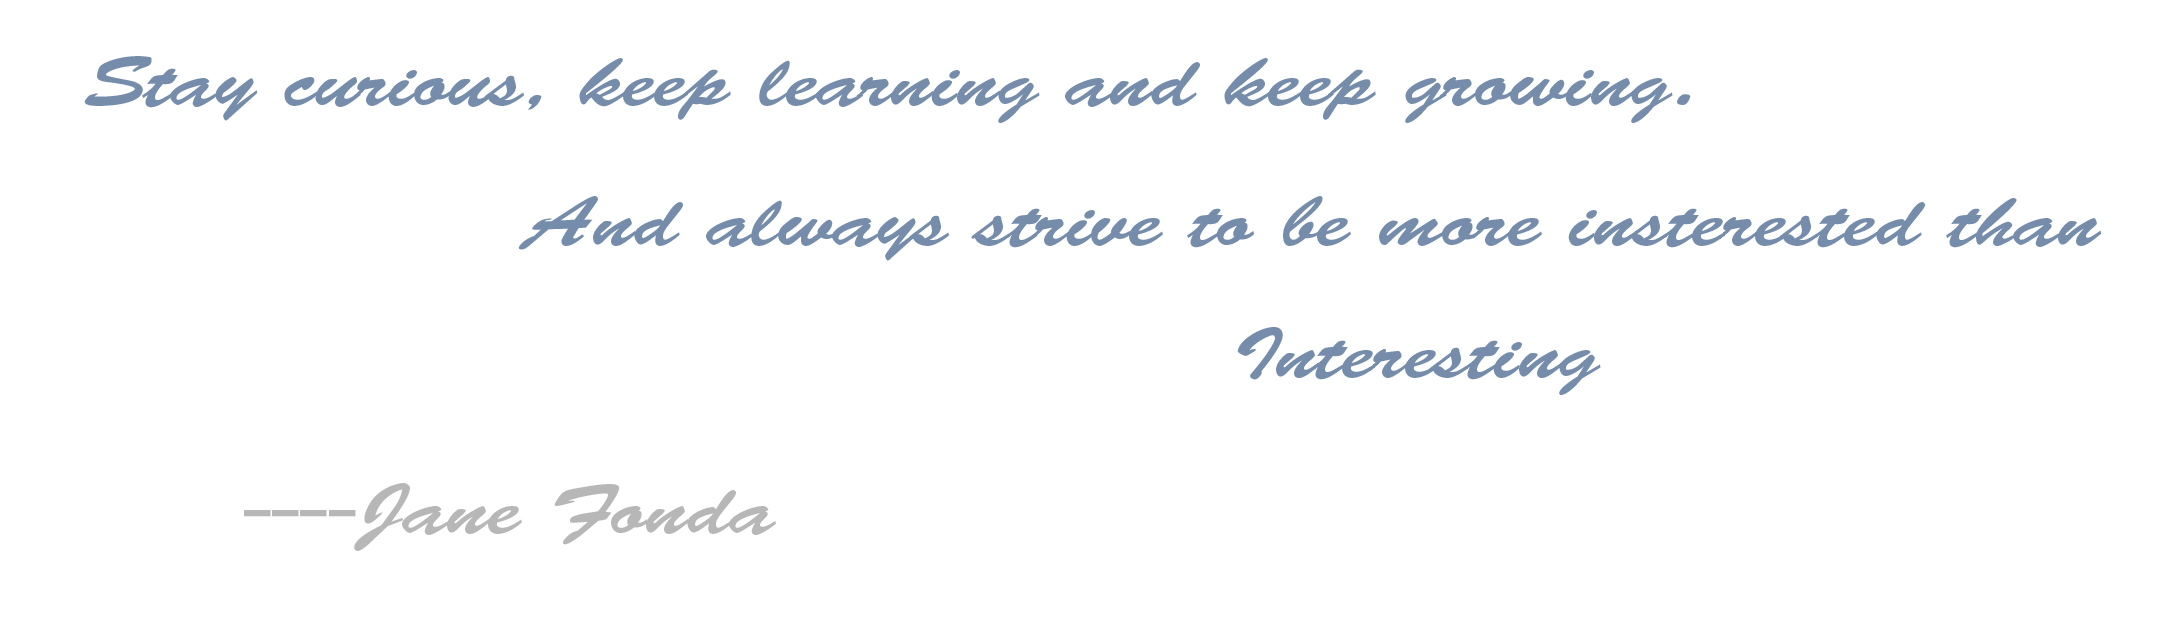 Stay curious, keep learning and keep growing.
And always strive to be more insterested than
Interesting
----Jane Fonda